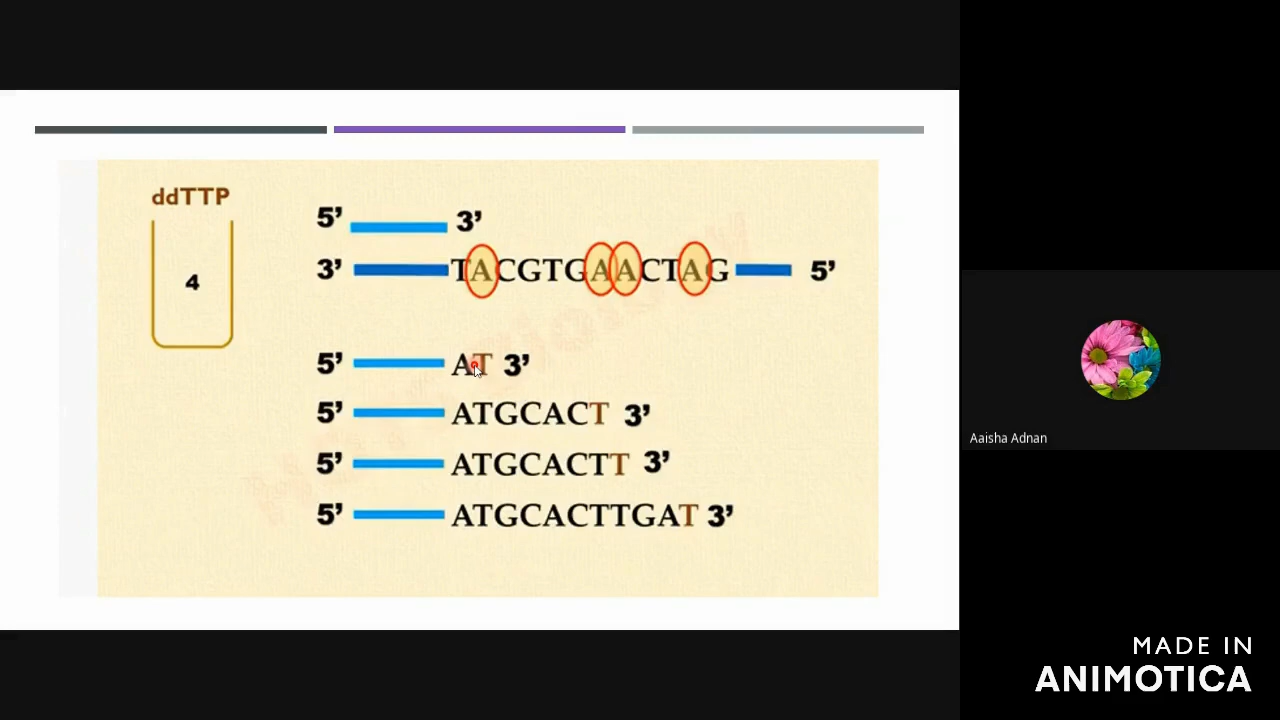 ddTTP
4
5’ 3’
3’ TACGTGAACTAG 5’
5’ AT 3’
5’ ATGCACT 3’
5’ ATGCACTT 3’
5’ ATGCACTTGAT 3’
Aaisha Adnan
MADE IN
ANIMOTICA